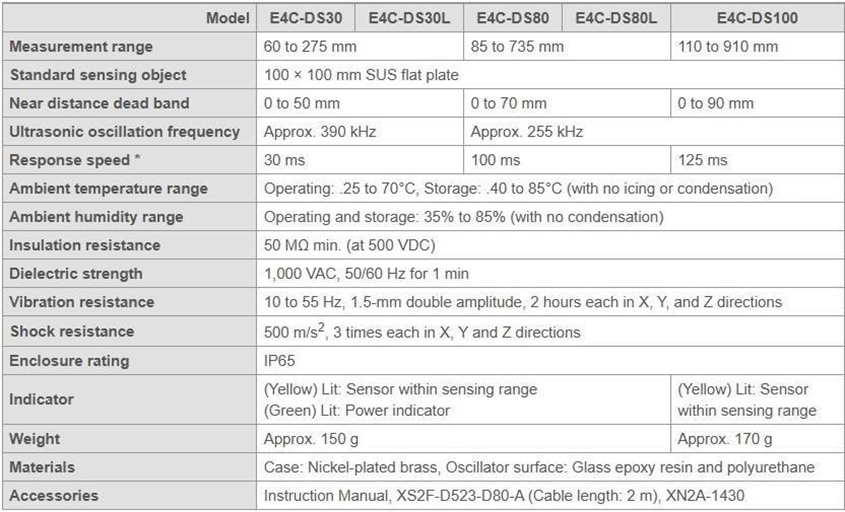 Model E4C-DS30 E4C-DS30L E4C-DS80 E4C-DS80L E4C-DS100
Measurement range 60 to 275 mm 85 to 735 mm 110 to 910 mm
Standard sensing object 100 × 100 mm SUS flat plate
Near distance dead band 0 to 50 mm 0 to 70 mm 0 to 90 mm
Ultrasonic oscillation frequency Approx. 390 kHz Approx. 255 kHz
Response speed * 30 ms 100 ms 125 ms
Ambient temperature range Operating: .25 to 70°C, Storage: .40 to 85°C (with no icing or condensation)
Ambient humidity range Operating and storage: 35% to 85% (with no condensation)
Insulation resistance 50 MΩ min. (at 500 VDC)
Dielectric strength 1,000 VAC, 50/60 Hz for 1 min
Vibration resistance 10 to 55 Hz, 1.5-mm double amplitude, 2 hours each in X, Y, and Z directions
Shock resistance 500 m/s², 3 times each in X, Y and Z directions
Enclosure rating IP65
Indicator (Yellow) Lit: Sensor within sensing range (Yellow) Lit: Sensor
(Green) Lit: Power indicator within sensing range
Weight Approx. 150 g Approx. 170 g
Materials Case: Nickel-plated brass, Oscillator surface: Glass epoxy resin and polyurethane
Accessories Instruction Manual, XS2F-D523-D80-A (Cable length: 2 m), XN2A-1430